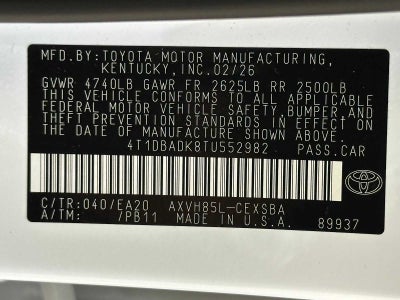 MFD.BY:TOYOTA MOTOR MANUFACTURING,
KENTUCKY,INC.02/26
GVWR 4740LB GAWR FR 2625LB RR 2500LB
THIS VEHICLE CONFORMS TO ALL APPLICABLE
FEDERAL MOTOR VEHICLE SAFETY, BUMPER, AND
THEFT PREVENTION STANDARDS IN EFFECT ON
THE DATE OF MANUFACTURE SHOWN ABOVE.
4T1DBADK8TU552982 PASS.CAR
C/TR:040/EA20 AXVH85L-CEXSBA
A/TM: /PB11 MADE IN U.S.A. 89937
TOYOTA